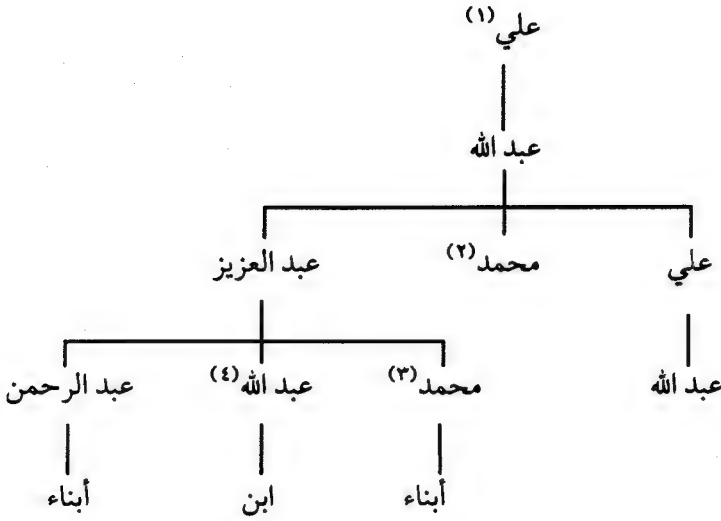 علي (١)
عبد الله
علي محمد (٢) عبد العزيز
عبد الله محمد (٣) عبد الله (٤) عبد الرحمن
أبناء ابن أبناء